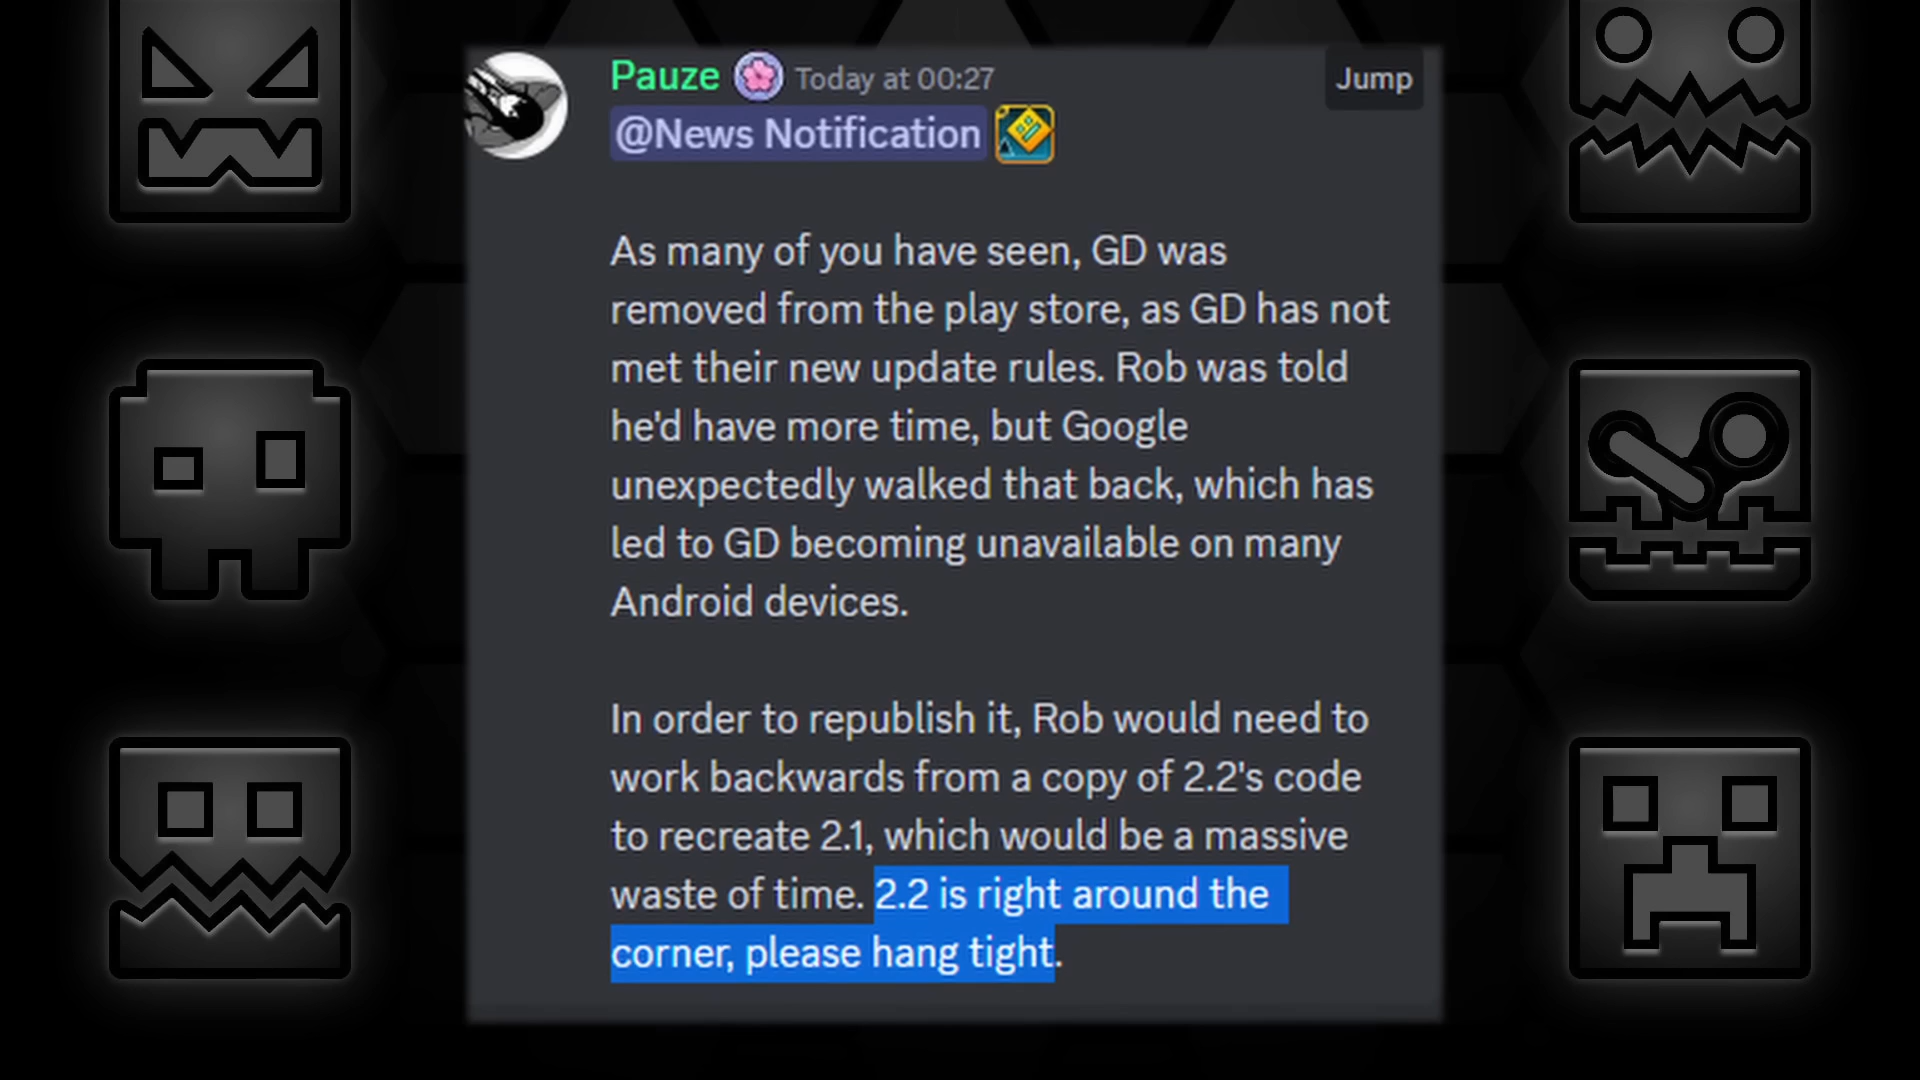 Pauze Today at 00:27 Jump
@News Notification
As many of you have seen, GD was
removed from the play store, as GD has not
met their new update rules. Rob was told
he'd have more time, but Google
unexpectedly walked that back, which has
led to GD becoming unavailable on many
Android devices.
In order to republish it, Rob would need to
work backwards from a copy of 2.2's code
to recreate 2.1, which would be a massive
waste of time. 2.2 is right around the
corner, please hang tight.